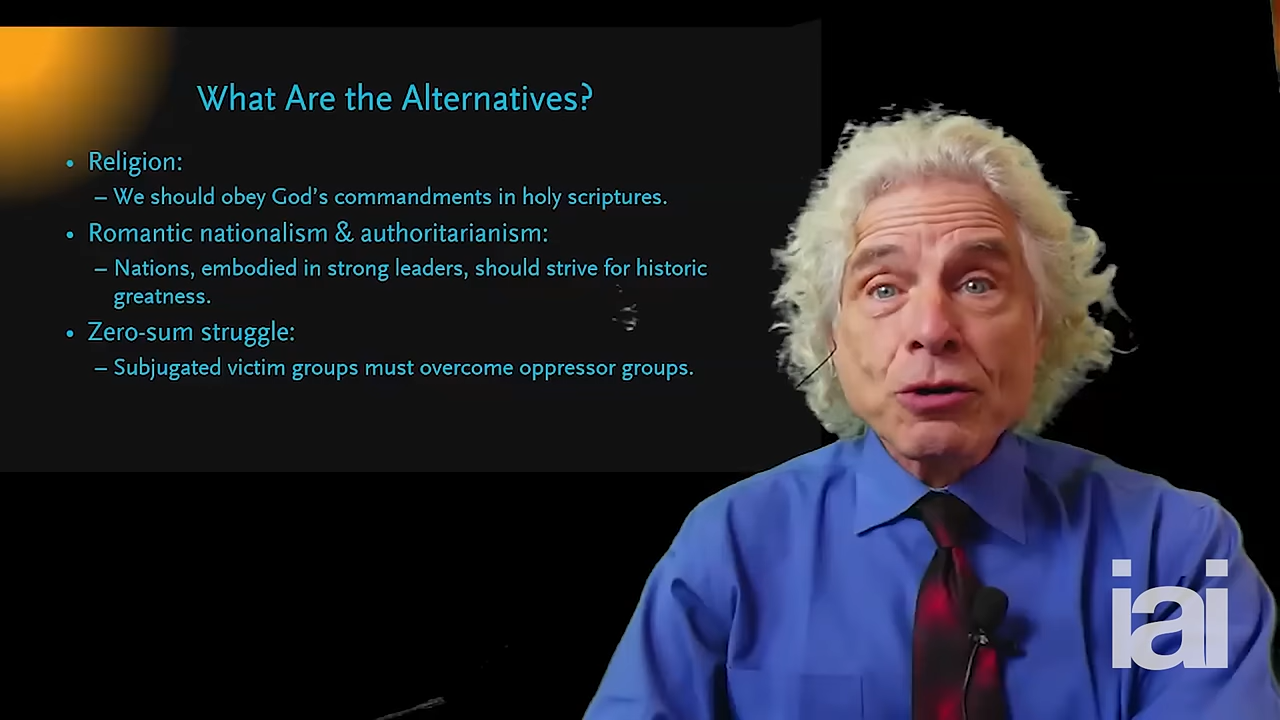 What Are the Alternatives?
• Religion:
– We should obey God's commandments in holy scriptures.
• Romantic nationalism & authoritarianism:
– Nations, embodied in strong leaders, should strive for historic
greatness.
• Zero-sum struggle:
– Subjugated victim groups must overcome oppressor groups.
iai